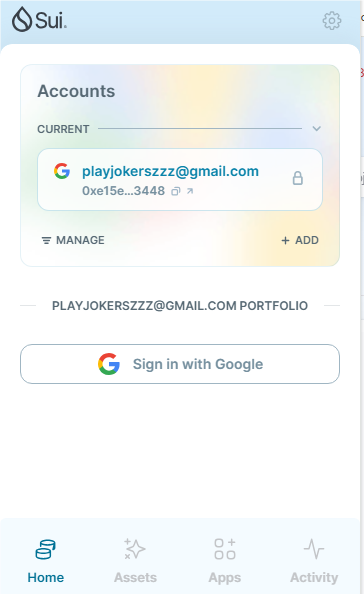 Sui
Accounts
CURRENT
playjokerszzz@gmail.com
0xe15e...3448
MANAGE
ADD
PLAYJOKERSZZZ@GMAIL.COM PORTFOLIO
Sign in with Google
Home
Assets
Apps
Activity